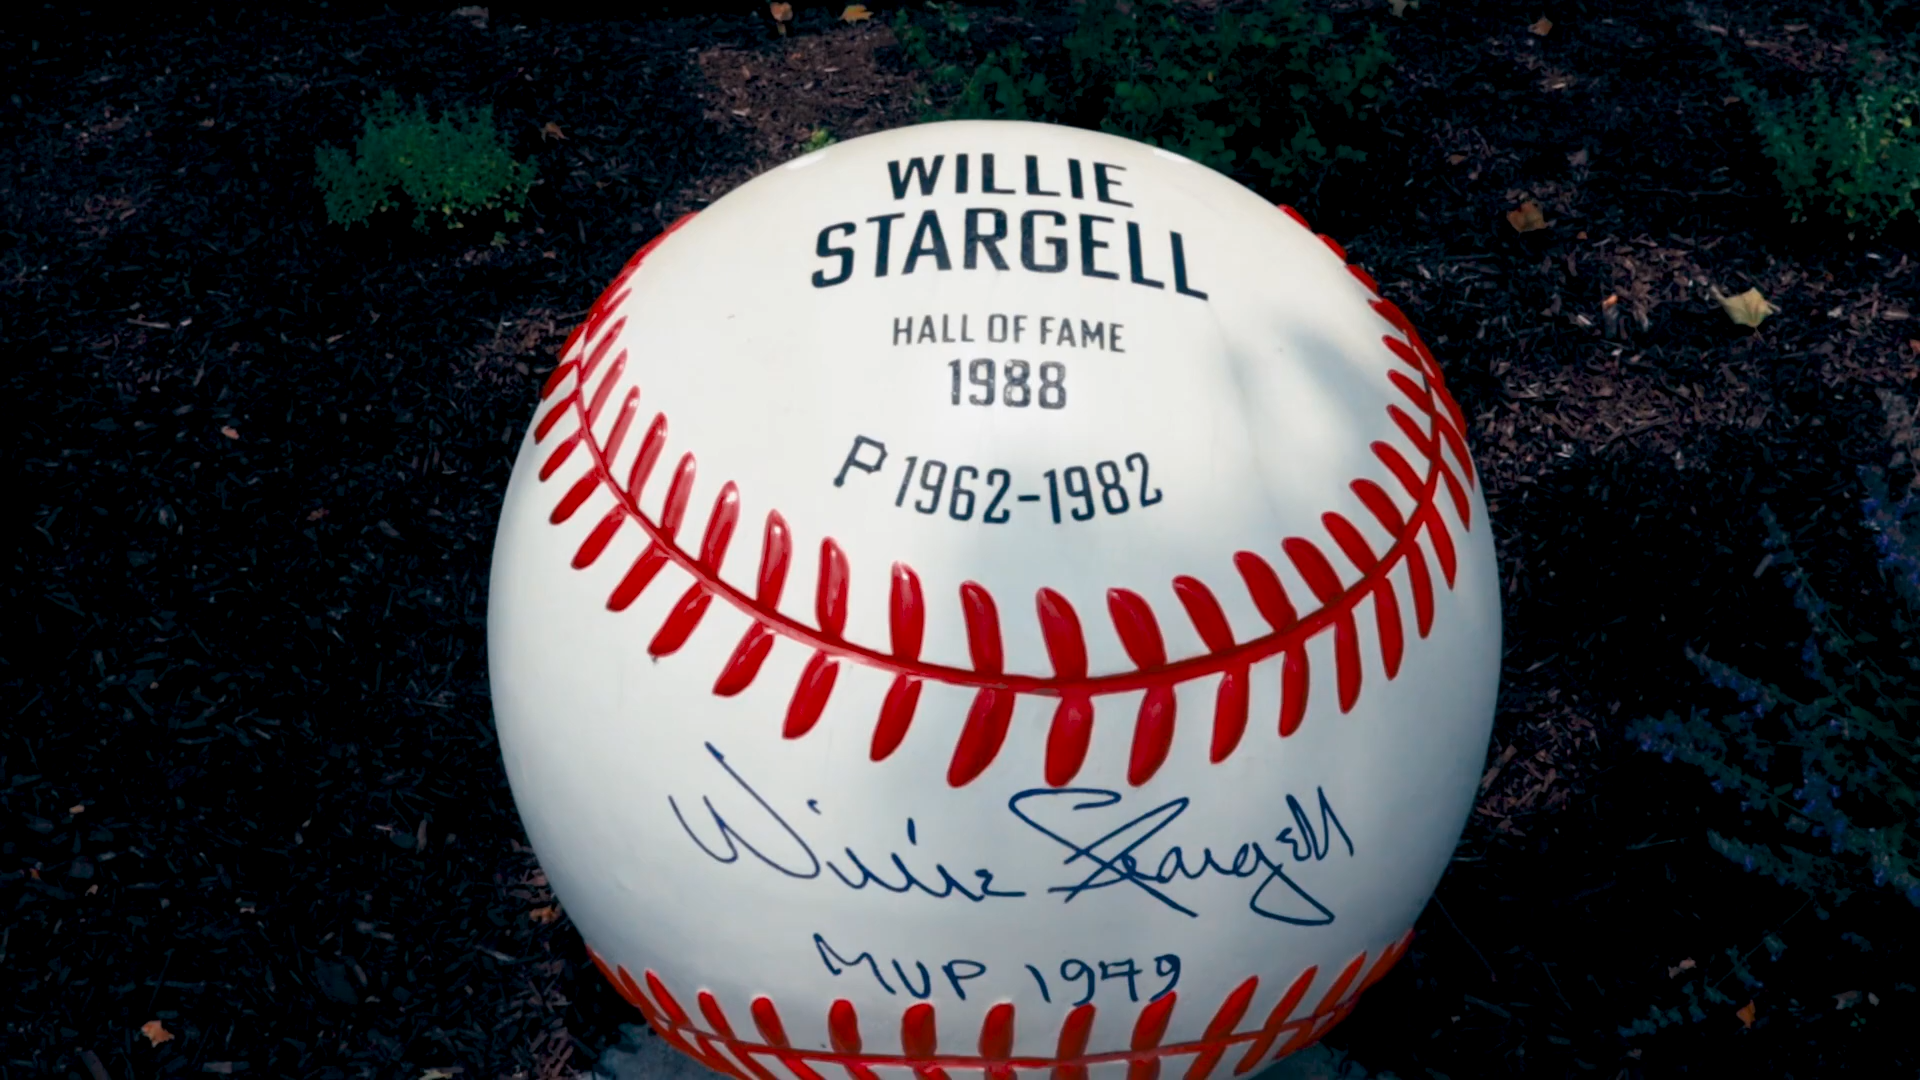 WILLIE
STARGELL
HALL OF FAME
1988
P 1962-1982
Willie Stargell
MVP 1979